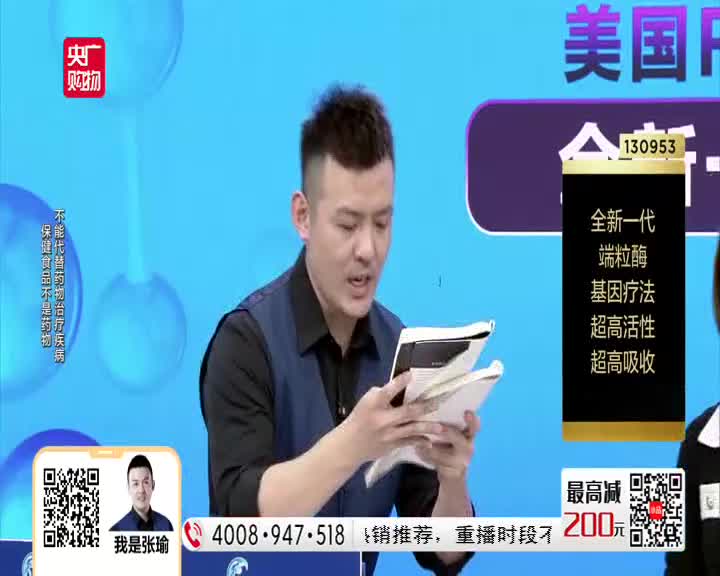 央广
购物
美国
全新一
130953
全新一代
端粒酶
基因疗法
超高活性
超高吸收
不能代替药物治疗疾病
保健食品不是药物
我是张瑜
4008·947·518
销推荐，重播时段不
最高减
200元